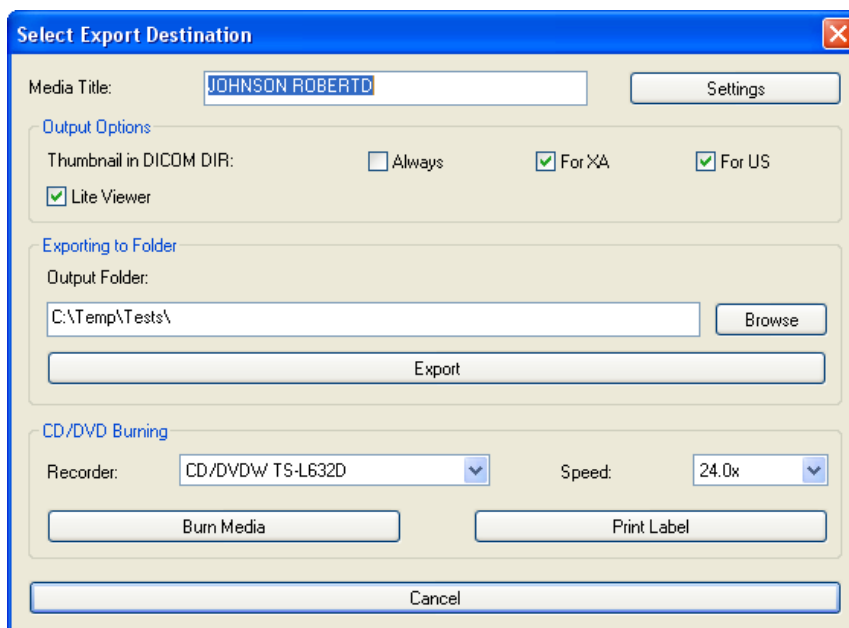 Select Export Destination
Media Title: JOHNSON ROBERTD Settings
Output Options
Thumbnail in DICOM DIR: Always For XA For US
Lite Viewer
Exporting to Folder
Output Folder:
C:\Temp\Tests\ Browse
Export
CD/DVD Burning
Recorder: CD/DVDW TS-L632D Speed: 24.0x
Burn Media Print Label
Cancel